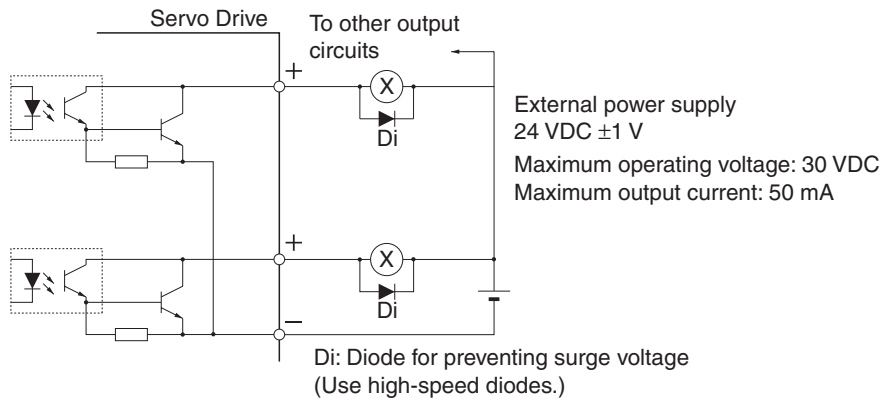 Servo Drive
To other output
circuits
+
X
Di
External power supply
24 VDC ±1 V
Maximum operating voltage: 30 VDC
Maximum output current: 50 mA
+
X
Di
−
Di: Diode for preventing surge voltage
(Use high-speed diodes.)